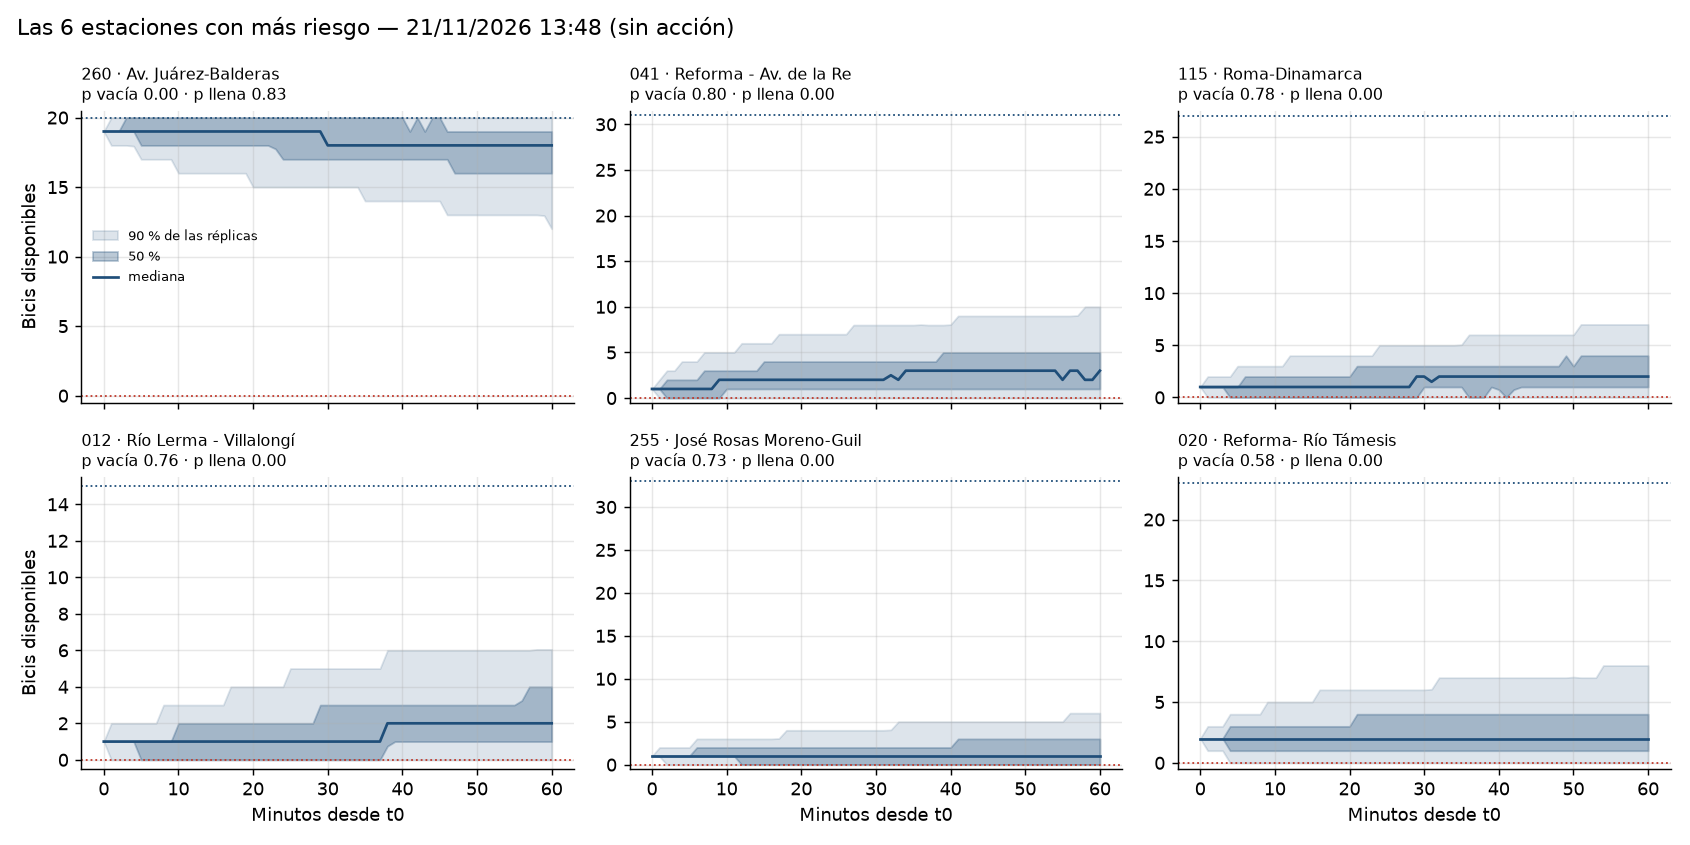 Las 6 estaciones con más riesgo — 21/11/2026 13:48 (sin acción)
260 · Av. Juárez-Balderas
p vacía 0.00 · p llena 0.83
20
15
10
5
0
Bicis disponibles
90 % de las réplicas
50 %
mediana
041 · Reforma - Av. de la Re
p vacía 0.80 · p llena 0.00
30
25
20
15
10
5
0
115 · Roma-Dinamarca
p vacía 0.78 · p llena 0.00
25
20
15
10
5
0
012 · Río Lerma - Villalongí
p vacía 0.76 · p llena 0.00
14
12
10
8
6
4
2
0
Bicis disponibles
0 10 20 30 40 50 60
Minutos desde t0
255 · José Rosas Moreno-Guil
p vacía 0.73 · p llena 0.00
30
25
20
15
10
5
0
0 10 20 30 40 50 60
Minutos desde t0
020 · Reforma- Río Támesis
p vacía 0.58 · p llena 0.00
20
15
10
5
0
0 10 20 30 40 50 60
Minutos desde t0